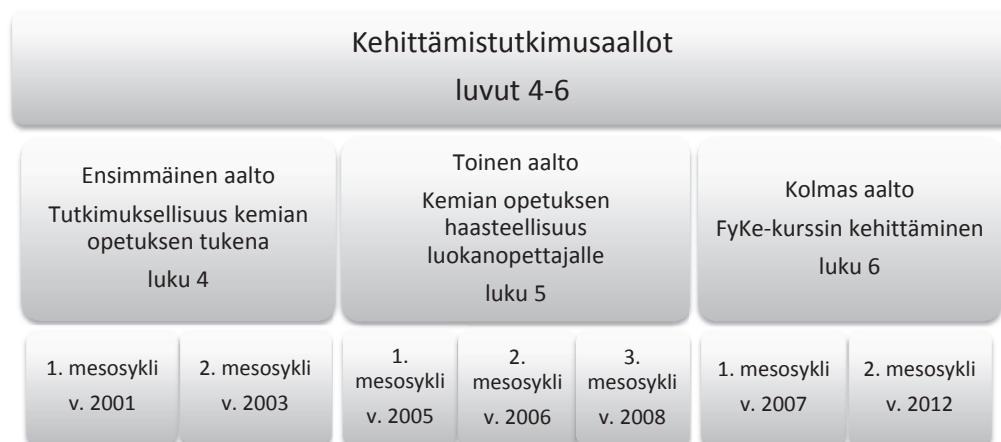 Kehittämistutkimusaallot
luvut 4-6
Ensimmäinen aalto
Tutkimuksellisuus kemian
opetuksen tukena
luku 4
Toinen aalto
Kemian opetuksen
haasteellisuus
luokanopettajalle
luku 5
Kolmas aalto
FyKe-kurssin kehittäminen
luku 6
1. mesosykli
v. 2001
2. mesosykli
v. 2003
1.
mesosykli
v. 2005
2.
mesosykli
v. 2006
3.
mesosykli
v. 2008
1. mesosykli
v. 2007
2. mesosykli
v. 2012